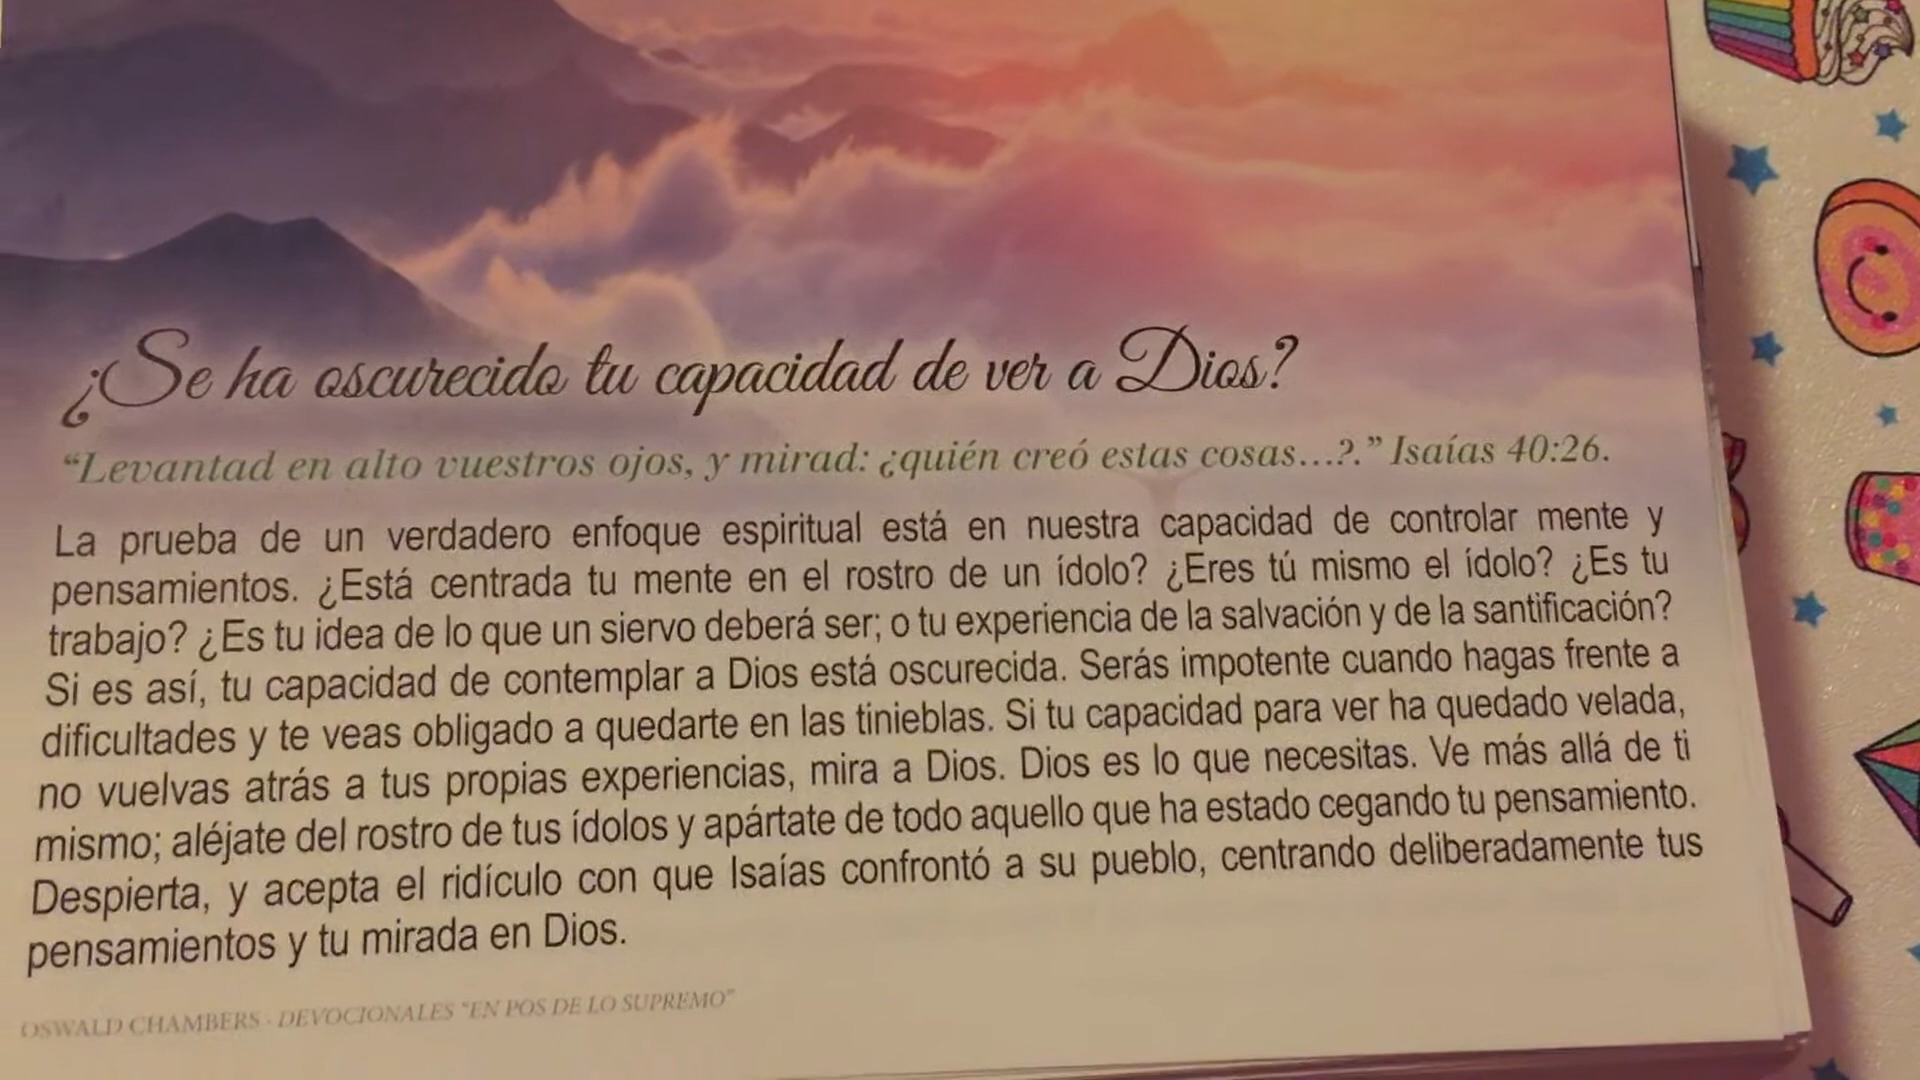 ¿Se ha oscurecido tu capacidad de ver a Dios?
“Levantad en alto vuestros ojos, y mirad: ¿quién creó estas cosas...?.” Isaías 40:26.
La prueba de un verdadero enfoque espiritual está en nuestra capacidad de controlar mente y
pensamientos. ¿Está centrada tu mente en el rostro de un ídolo? ¿Eres tú mismo el ídolo? ¿Es tu
trabajo? ¿Es tu idea de lo que un siervo deberá ser; o tu experiencia de la salvación y de la santificación?
Si es así, tu capacidad de contemplar a Dios está oscurecida. Serás impotente cuando hagas frente a
dificultades y te veas obligado a quedarte en las tinieblas. Si tu capacidad para ver ha quedado velada,
no vuelvas atrás a tus propias experiencias, mira a Dios. Dios es lo que necesitas. Ve más allá de ti
mismo; aléjate del rostro de tus ídolos y apártate de todo aquello que ha estado cegando tu pensamiento.
Despierta, y acepta el ridículo con que Isaías confrontó a su pueblo, centrando deliberadamente tus
pensamientos y tu mirada en Dios.
OSWALD CHAMBERS - DEVOCIONALES "EN POS DE LO SUPREMO"